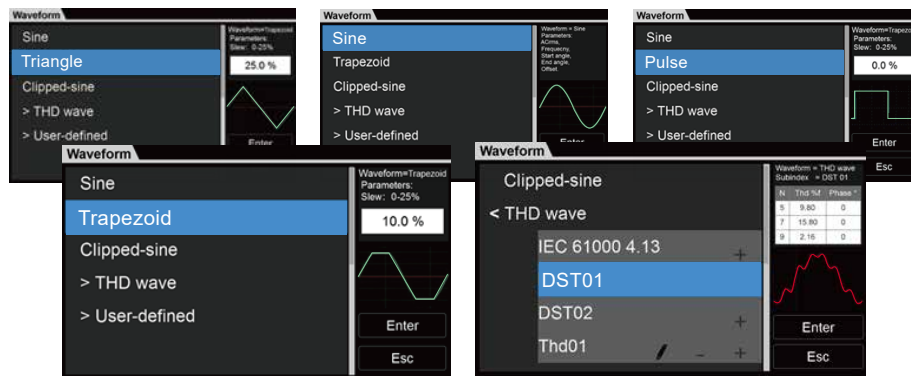 Waveform
Sine
Triangle
Clipped-sine
> THD wave
> User-defined
Waveform=Trapezoid
Parameters:
Slew: 0-25%
25.0 %
Enter
Waveform
Sine
Trapezoid
Clipped-sine
> THD wave
> User-defined
Waveform = Sine
Parameters:
ACrms,
Frequecny,
Start angle,
End angle,
Offset.
Enter
Waveform
Sine
Pulse
Clipped-sine
> THD wave
> User-defined
Waveform=Trapezo
Parameters:
Slew: 0-25%
0.0 %
Enter
Esc
Waveform
Sine
Trapezoid
Clipped-sine
> THD wave
> User-defined
Waveform=Trapezoid
Parameters:
Slew: 0-25%
10.0 %
Enter
Esc
Waveform
Clipped-sine
< THD wave
IEC 61000 4.13 +
DST01
DST02 +
Thd01 - +
Waveform = THD wave
Subindex = DST 01
N Thd %f Phase °
5 9.80 0
7 15.80 0
9 2.16 0
Enter
Esc